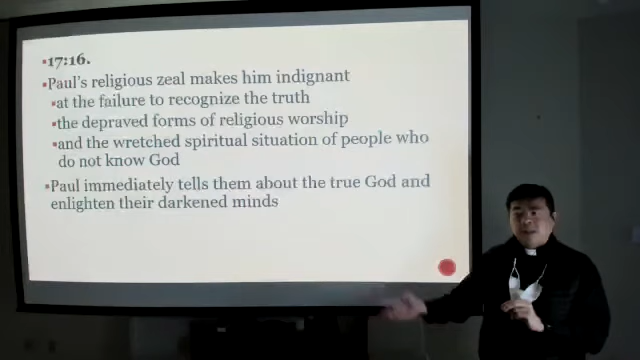 ▪17:16.
▪Paul's religious zeal makes him indignant
▪at the failure to recognize the truth
▪the depraved forms of religious worship
▪and the wretched spiritual situation of people who
do not know God
▪Paul immediately tells them about the true God and
enlighten their darkened minds